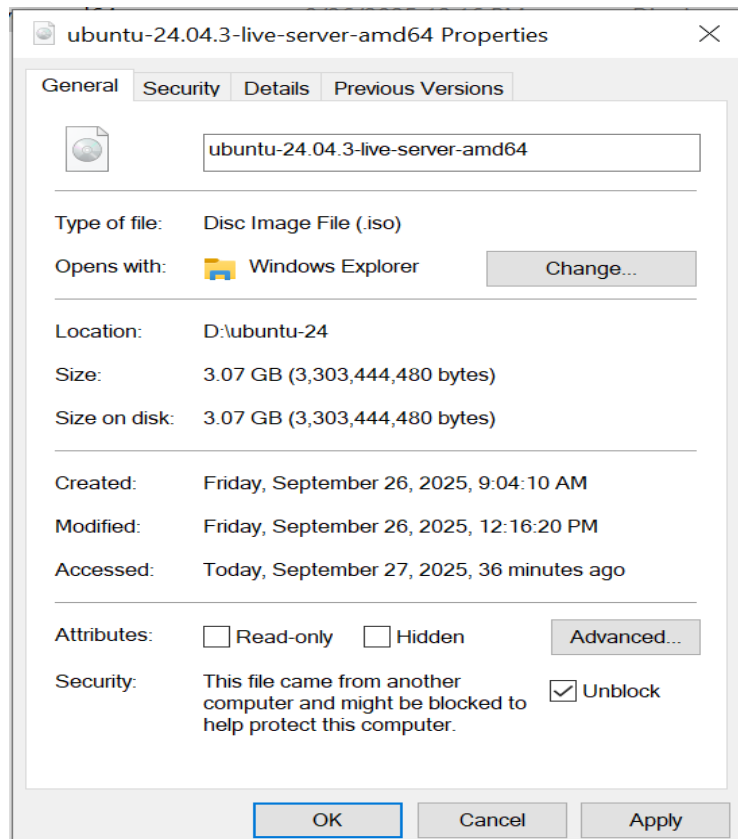 ubuntu-24.04.3-live-server-amd64 Properties
General Security Details Previous Versions
ubuntu-24.04.3-live-server-amd64
Type of file: Disc Image File (.iso)
Opens with: Windows Explorer Change...
Location: D:\ubuntu-24
Size: 3.07 GB (3,303,444,480 bytes)
Size on disk: 3.07 GB (3,303,444,480 bytes)
Created: Friday, September 26, 2025, 9:04:10 AM
Modified: Friday, September 26, 2025, 12:16:20 PM
Accessed: Today, September 27, 2025, 36 minutes ago
Attributes: Read-only Hidden Advanced...
Security: This file came from another
computer and might be blocked to
help protect this computer.
Unblock
OK Cancel Apply